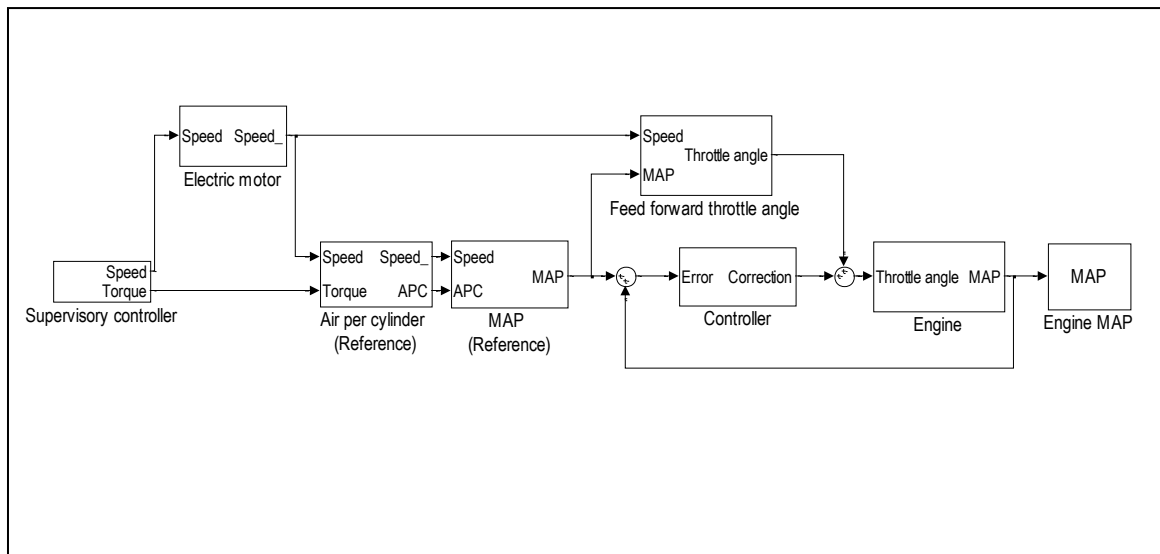 Speed Speed_
Electric motor
Speed
Throttle angle
MAP
Feed forward throttle angle
Speed
Torque
Supervisory controller
Speed Speed_
Torque APC
Air per cylinder
(Reference)
Speed
MAP
APC
MAP
(Reference)
Error Correction
Controller
Throttle angle MAP
Engine
MAP
Engine MAP